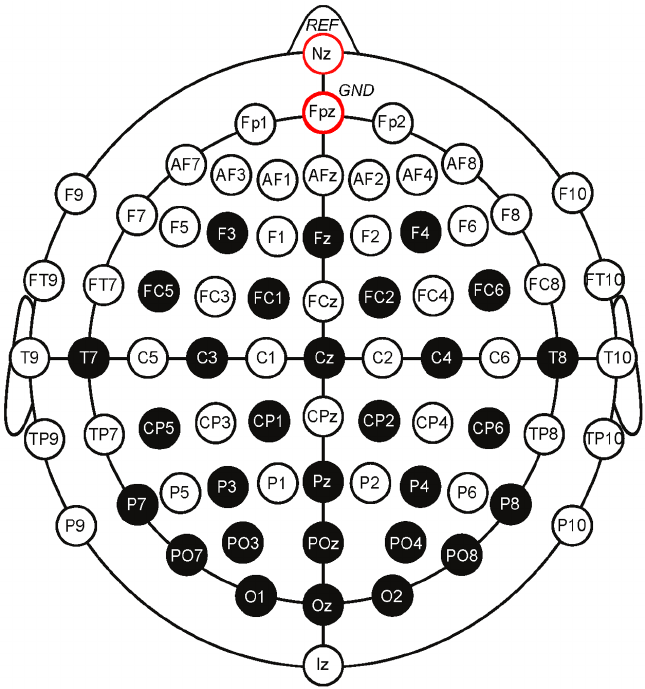 REF
Nz
GND
Fpz
Fp1 Fp2
AF7 AF3 AF1 AFz AF2 AF4 AF8
F9 F10
F7 F5 F3 F1 Fz F2 F4 F6 F8
FT9 FT7 FC5 FC3 FC1 FCz FC2 FC4 FC6 FC8 FT10
T9 T7 C5 C3 C1 Cz C2 C4 C6 T8 T10
TP9 TP7 CP5 CP3 CP1 CPz CP2 CP4 CP6 TP8 TP10
P7 P5 P3 P1 Pz P2 P4 P6 P8
P9 P10
PO7 PO3 POz PO4 PO8
O1 Oz O2
Iz